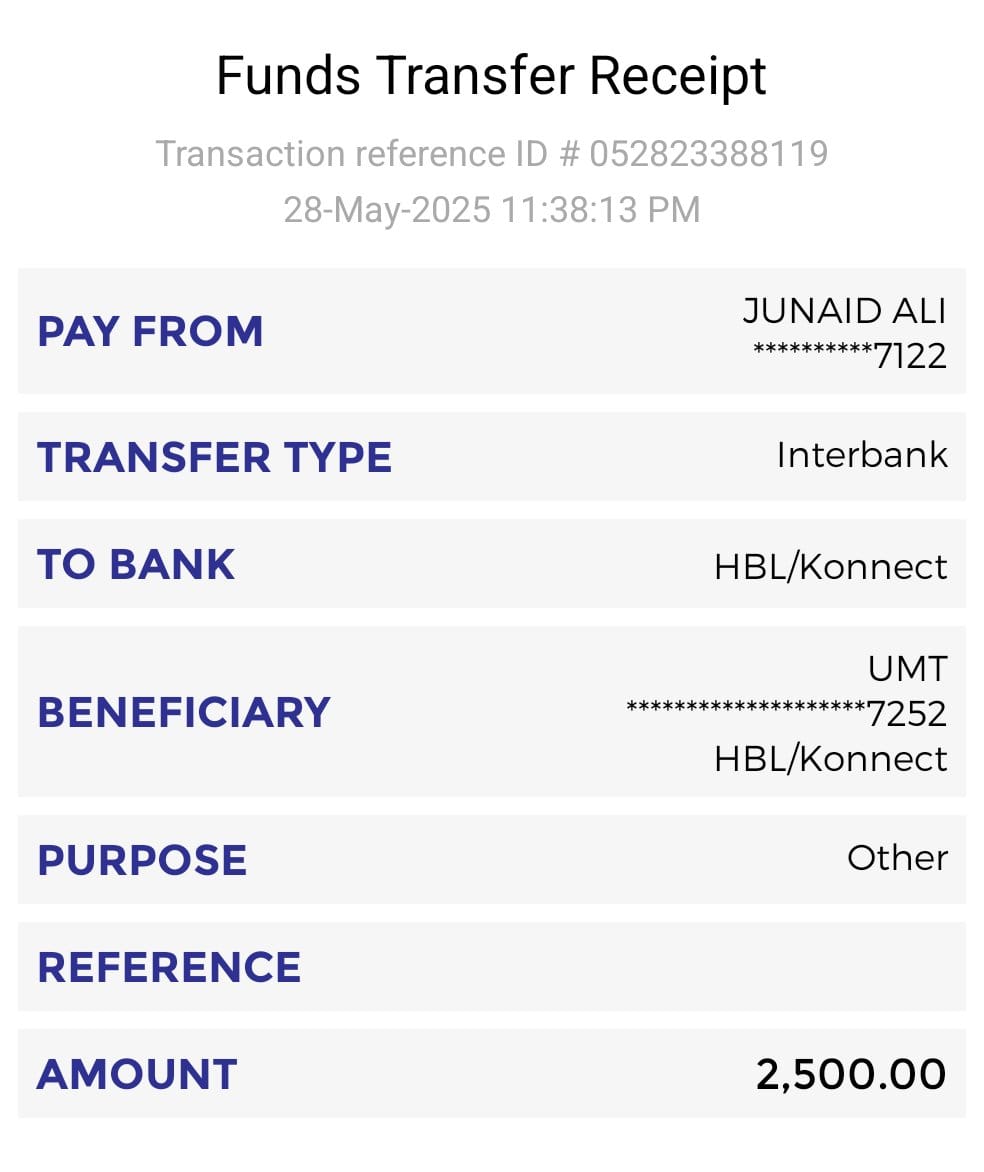 Funds Transfer Receipt
Transaction reference ID # 052823388119
28-May-2025 11:38:13 PM
PAY FROM
JUNAID ALI
**********7122
TRANSFER TYPE
Interbank
TO BANK
HBL/Konnect
BENEFICIARY
UMT
********************7252
HBL/Konnect
PURPOSE
Other
REFERENCE
AMOUNT
2,500.00